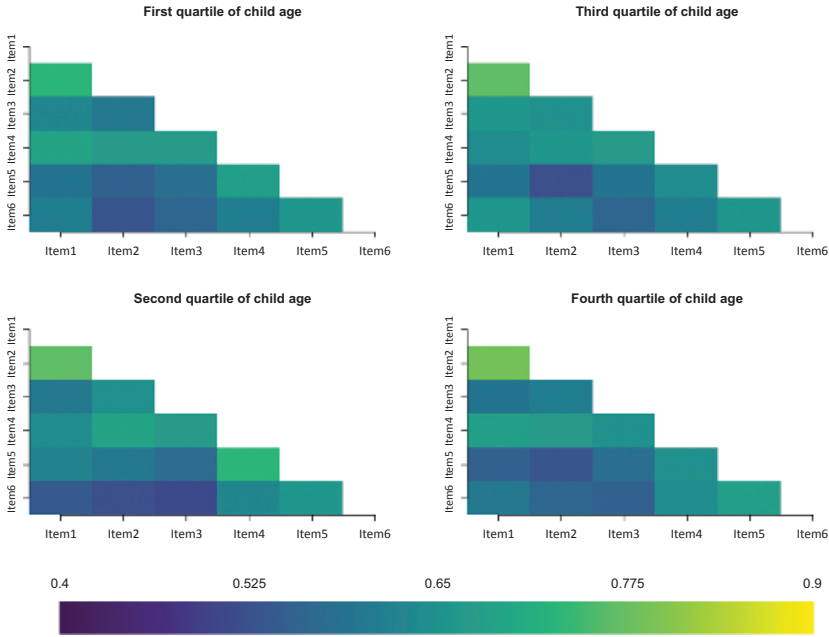 First quartile of child age
Item1
Item2
Item3
Item4
Item5
Item6
Item1 Item2 Item3 Item4 Item5 Item6
Third quartile of child age
Item1
Item2
Item3
Item4
Item5
Item6
Item1 Item2 Item3 Item4 Item5 Item6
Second quartile of child age
Item1
Item2
Item3
Item4
Item5
Item6
Item1 Item2 Item3 Item4 Item5 Item6
Fourth quartile of child age
Item1
Item2
Item3
Item4
Item5
Item6
Item1 Item2 Item3 Item4 Item5 Item6
0.4 0.525 0.65 0.775 0.9